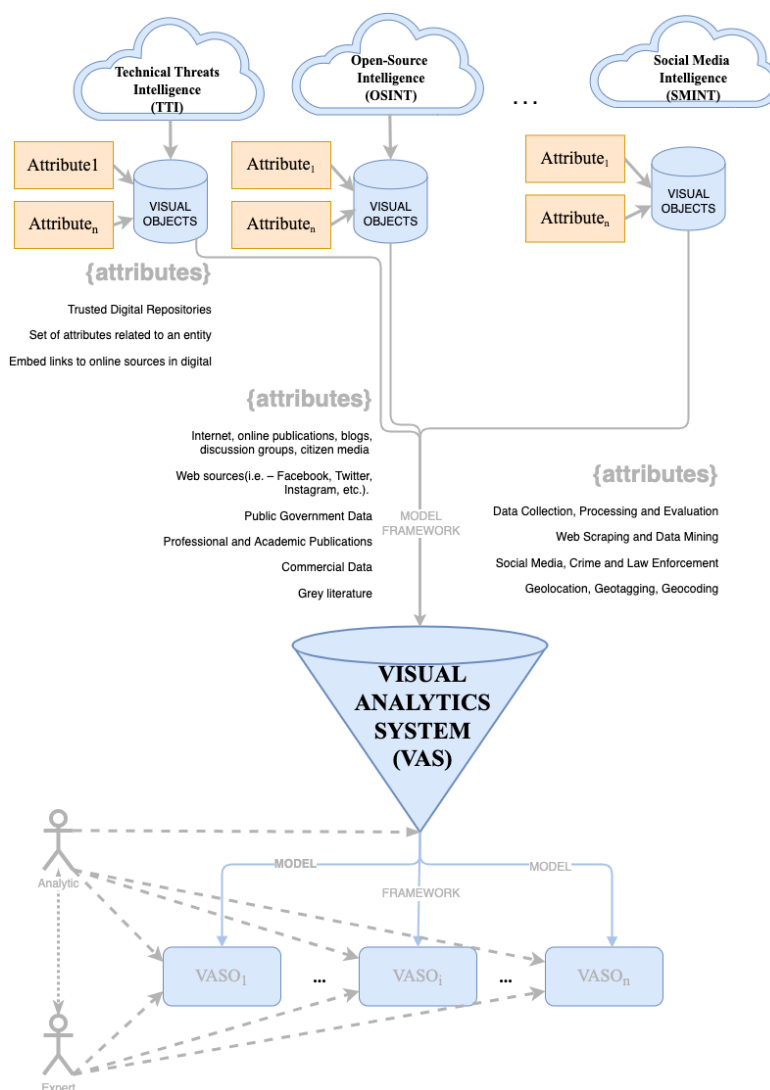 Technical Threats
Intelligence
(TTI)
Open-Source
Intelligence
(OSINT)
...
Social Media
Intelligence
(SMINT)
Attribute1
Attributeₙ
VISUAL
OBJECTS
Attribute₁
Attributeₙ
VISUAL
OBJECTS
Attribute₁
Attributeₙ
VISUAL
OBJECTS
{attributes}
Trusted Digital Repositories
Set of attributes related to an entity
Embed links to online sources in digital
{attributes}
Internet, online publications, blogs,
discussion groups, citizen media
Web sources(i.e. – Facebook, Twitter,
Instagram, etc.).
Public Government Data
Professional and Academic Publications
Commercial Data
Grey literature
MODEL
FRAMEWORK
{attributes}
Data Collection, Processing and Evaluation
Web Scraping and Data Mining
Social Media, Crime and Law Enforcement
Geolocation, Geotagging, Geocoding
VISUAL
ANALYTICS
SYSTEM
(VAS)
Analytic
MODEL
FRAMEWORK
MODEL
VASO₁
...
VASOᵢ
...
VASOₙ
Expert